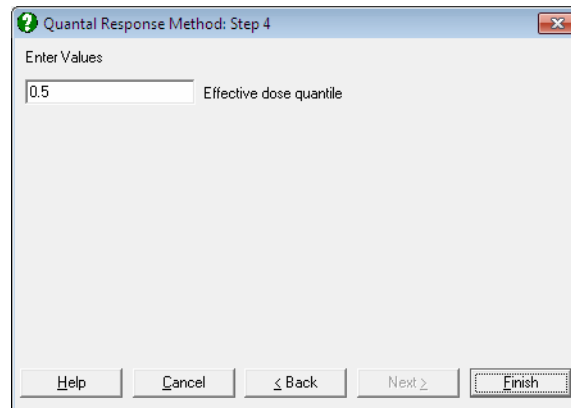 Quantal Response Method: Step 4
Enter Values
0.5 Effective dose quantile
Help Cancel < Back Next > Finish